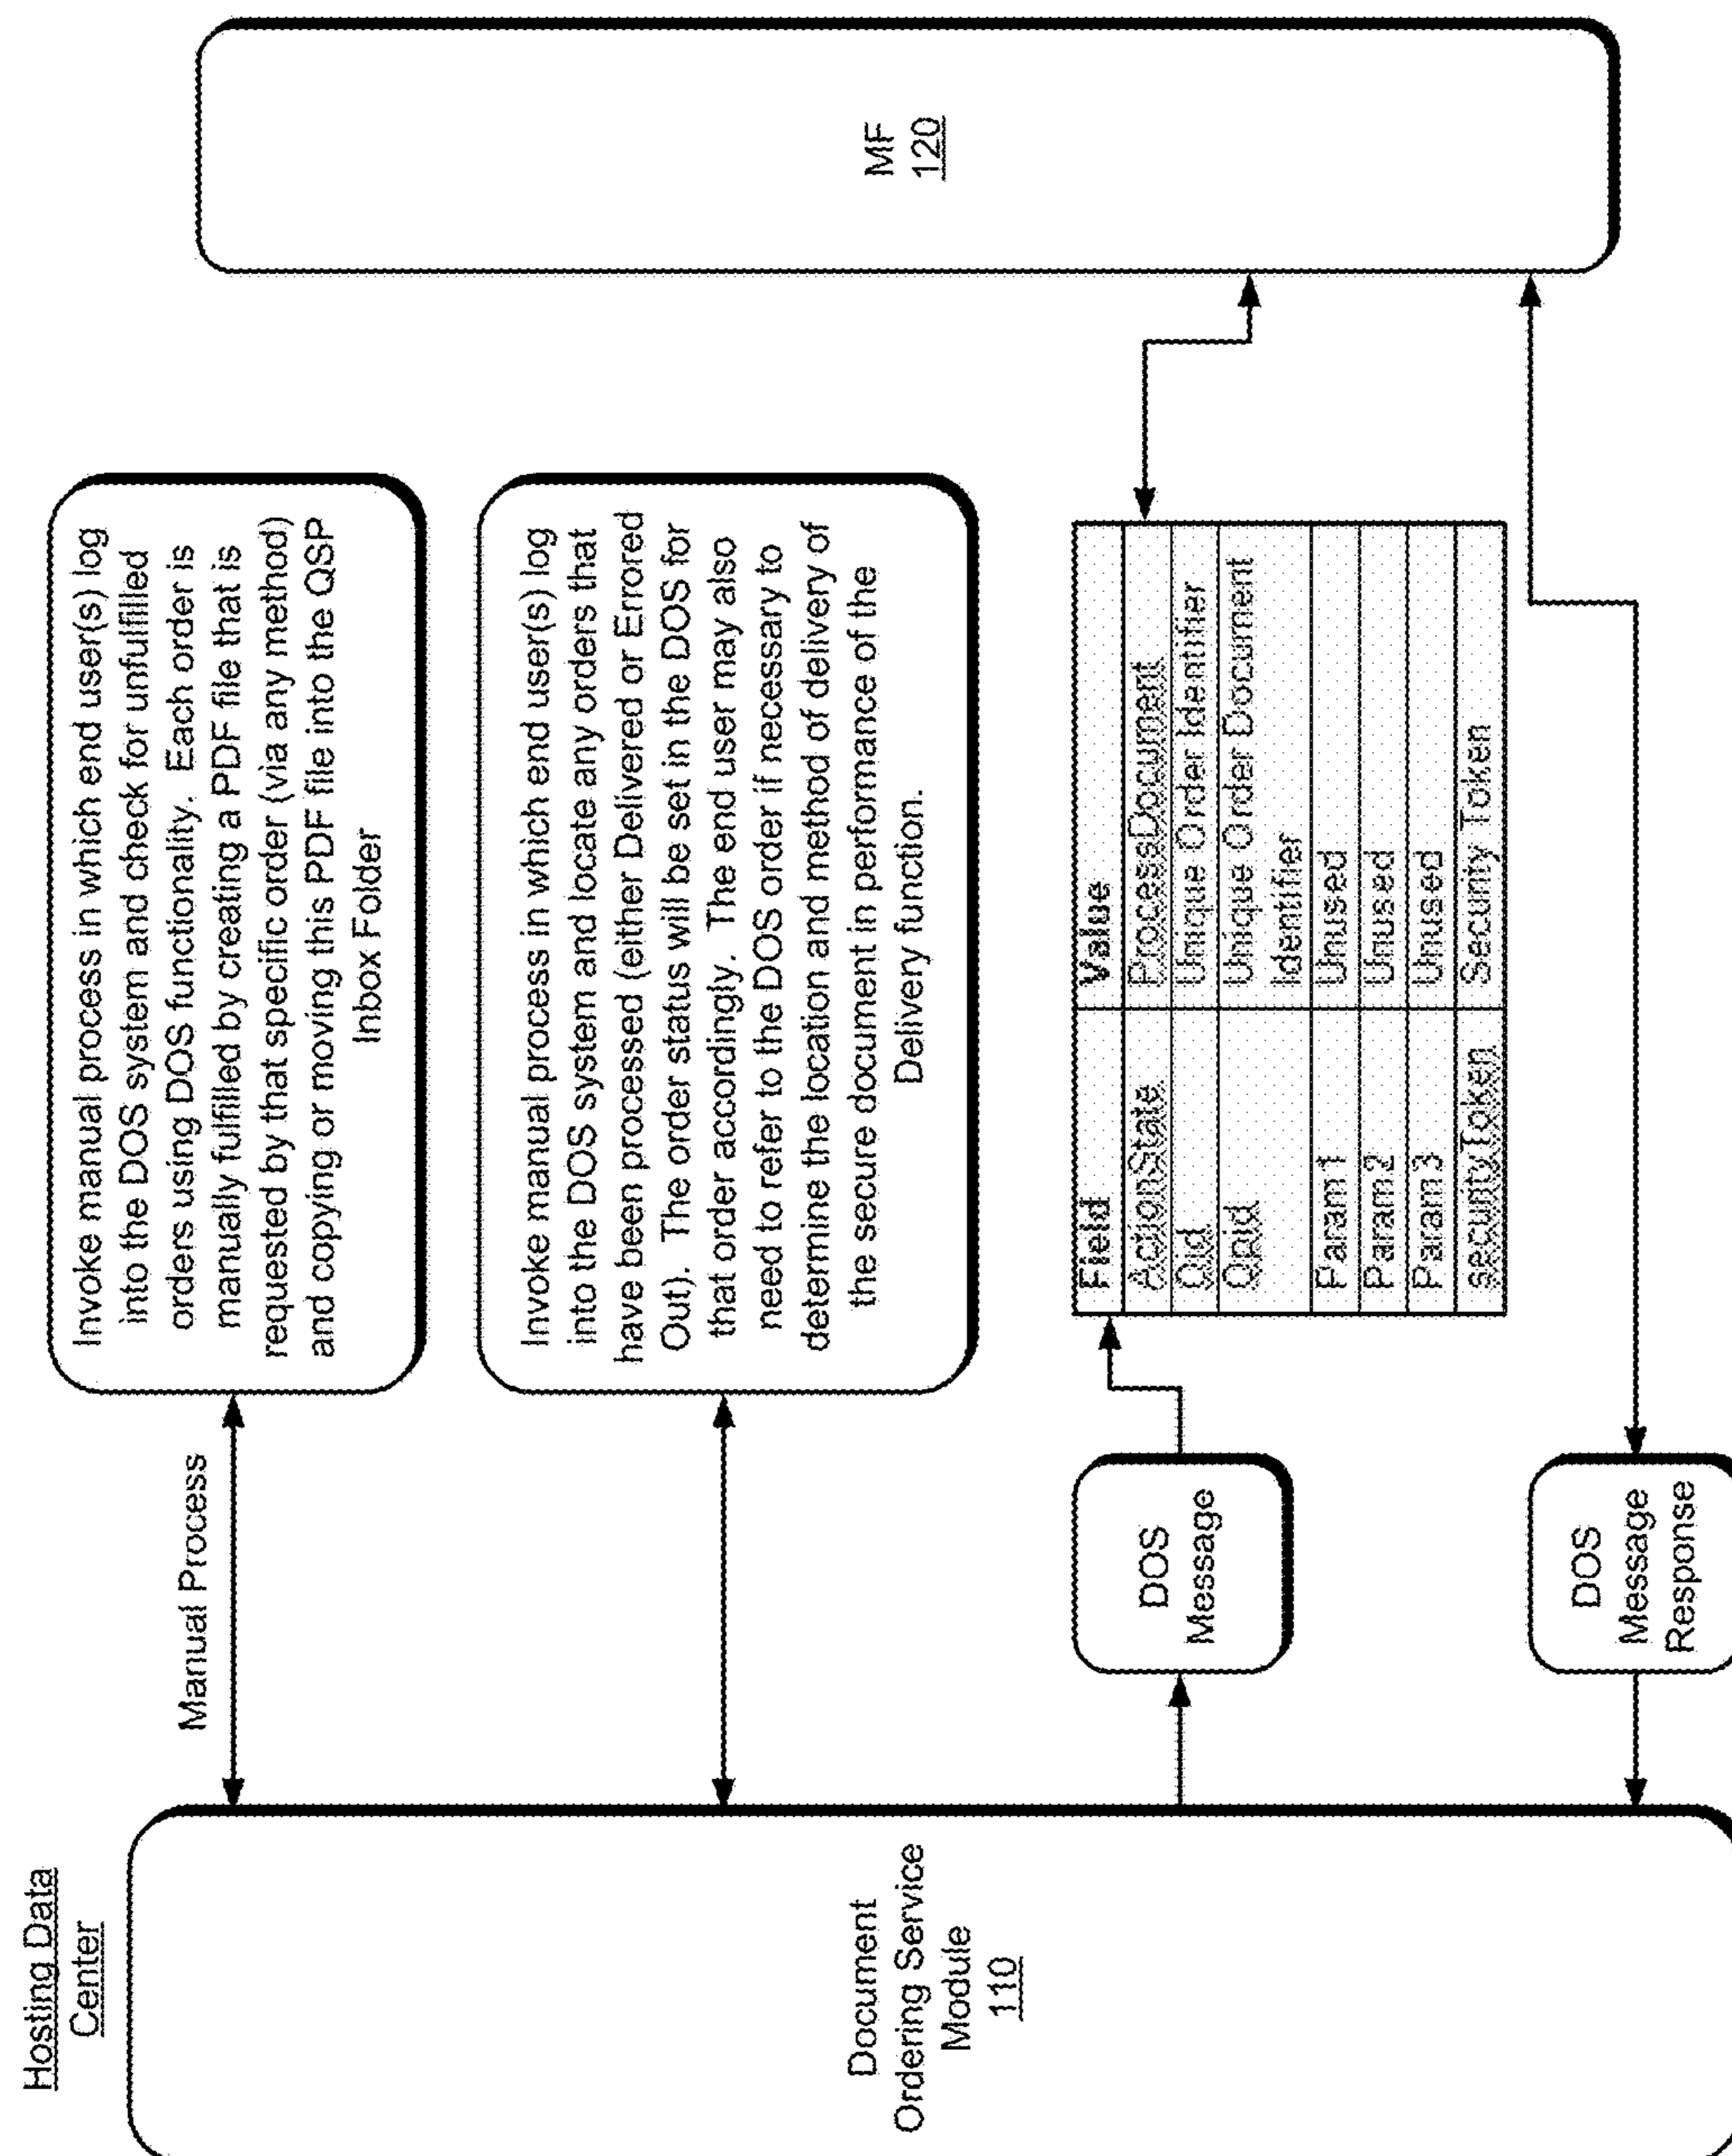 Hosting Data
Center
Document
Ordering Service
Module
110
Manual Process
Invoke manual process in which end user(s) log
into the DOS system and check for unfulfilled
orders using DOS functionality. Each order is
manually fulfilled by creating a PDF file that is
requested by that specific order (via any method)
and copying or moving this PDF file into the QSP
Inbox Folder
Invoke manual process in which end user(s) log
into the DOS system and locate any orders that
have been processed (either Delivered or Errored
Out). The order status will be set in the DOS for
that order accordingly. The end user may also
need to refer to the DOS order if necessary to
determine the location and method of delivery of
the secure document in performance of the
Delivery function.
DOS
Message
Field Value
ActionState ProcessDocument
Oid Unique Order Identifier
Opid Unique Order Document
Identifier
Param1 Unused
Param2 Unused
Param3 Unused
securityToken Security Token
DOS
Message
Response
MF
120